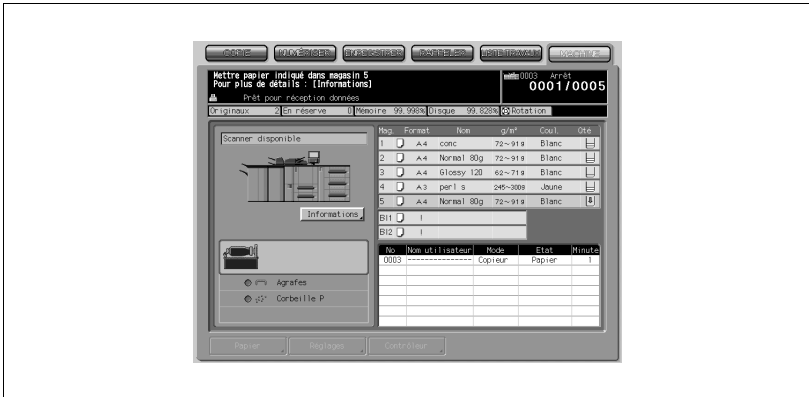 COPIE NUMÉRISER ENREGISTRER RAPPELER LISTE TRAVAUX MACHINE
Mettre papier indiqué dans magasin 5
Pour plus de détails : [Informations]
Prêt pour réception données
0003 Arrêt
0001/0005
Originaux 2 En réserve 0 Mémoire 99.998% Disque 99.828% Rotation
Scanner disponible
Informations
Agrafes
Corbeille P
Mag. Format Nom g/m² Coul. Qté
1 A4 conc 72~91g Blanc
2 A4 Normal 80g 72~91g Blanc
3 A4 Glossy 120 62~71g Blanc
4 A3 perl s 245~300g Jaune
5 A4 Normal 80g 72~91g Blanc
BI1
BI2
No Nom utilisateur Mode Etat Minute
0003 -------------- Copieur Papier 1
Papier Réglages Contrôleur